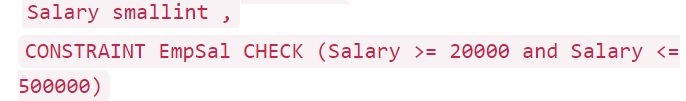 Salary smallint ,
CONSTRAINT EmpSal CHECK (Salary >= 20000 and Salary <=
500000)